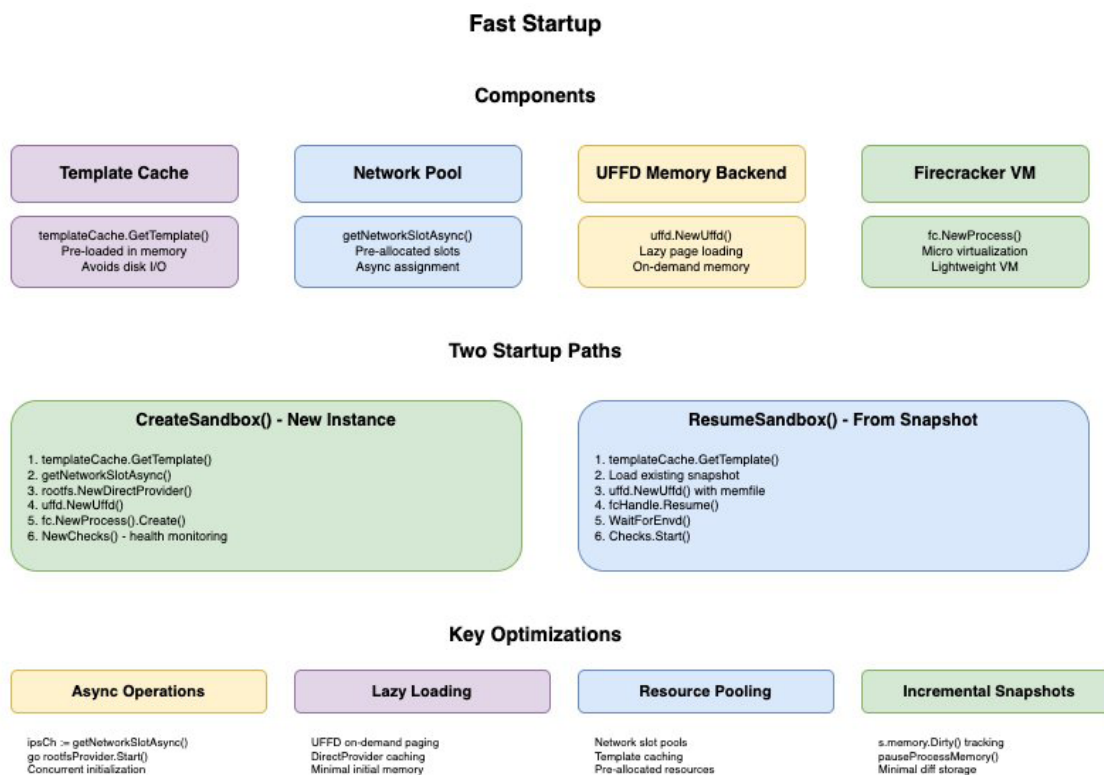 Fast Startup
Components
Template Cache
Network Pool
UFFD Memory Backend
Firecracker VM
templateCache.GetTemplate()
Pre-loaded in memory
Avoids disk I/O
getNetworkSlotAsync()
Pre-allocated slots
Async assignment
uffd.NewUffd()
Lazy page loading
On-demand memory
fc.NewProcess()
Micro virtualization
Lightweight VM
Two Startup Paths
CreateSandbox() - New Instance
1. templateCache.GetTemplate()
2. getNetworkSlotAsync()
3. rootfs.NewDirectProvider()
4. uffd.NewUffd()
5. fc.NewProcess().Create()
6. NewChecks() - health monitoring
ResumeSandbox() - From Snapshot
1. templateCache.GetTemplate()
2. Load existing snapshot
3. uffd.NewUffd() with memfile
4. fcHandle.Resume()
5. WaitForEnvd()
6. Checks.Start()
Key Optimizations
Async Operations
Lazy Loading
Resource Pooling
Incremental Snapshots
ipsCh := getNetworkSlotAsync()
go rootfsProvider.Start()
Concurrent initialization
UFFD on-demand paging
DirectProvider caching
Minimal initial memory
Network slot pools
Template caching
Pre-allocated resources
s.memory.Dirty() tracking
pauseProcessMemory()
Minimal diff storage